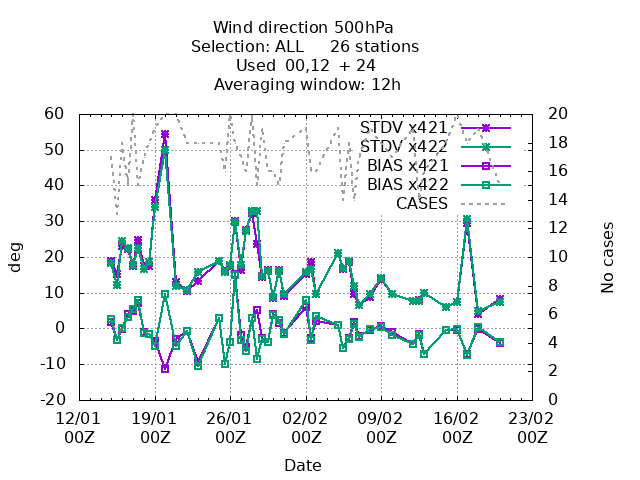 Wind direction 500hPa
Selection: ALL     26 stations
Used  00,12  + 24
Averaging window: 12h
60
50
40
30
20
10
0
-10
-20
deg
20
18
16
14
12
10
8
6
4
2
0
No cases
STDV x421
STDV x422
BIAS x421
BIAS x422
CASES
12/01 19/01 26/01 02/02 09/02 16/02 23/02
00Z 00Z 00Z 00Z 00Z 00Z 00Z
Date